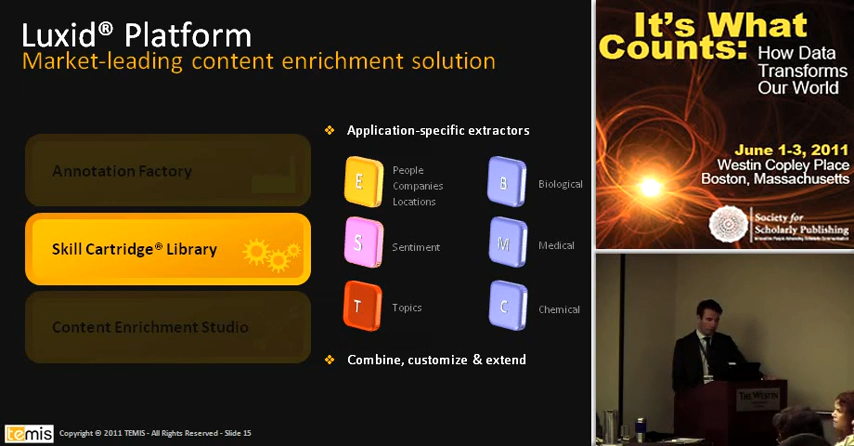 Luxid® Platform
Market-leading content enrichment solution
Annotation Factory
Skill Cartridge® Library
Content Enrichment Studio
❖ Application-specific extractors
E
People
Companies
Locations
B
Biological
S
Sentiment
M
Medical
T
Topics
C
Chemical
❖ Combine, customize & extend
temis
Copyright © 2011 TEMIS - All Rights Reserved - Slide 15
It's What
Counts: How Data
Transforms
Our World
June 1-3, 2011
Westin Copley Place
Boston, Massachusetts
Society for
Scholarly Publishing
THE WESTIN